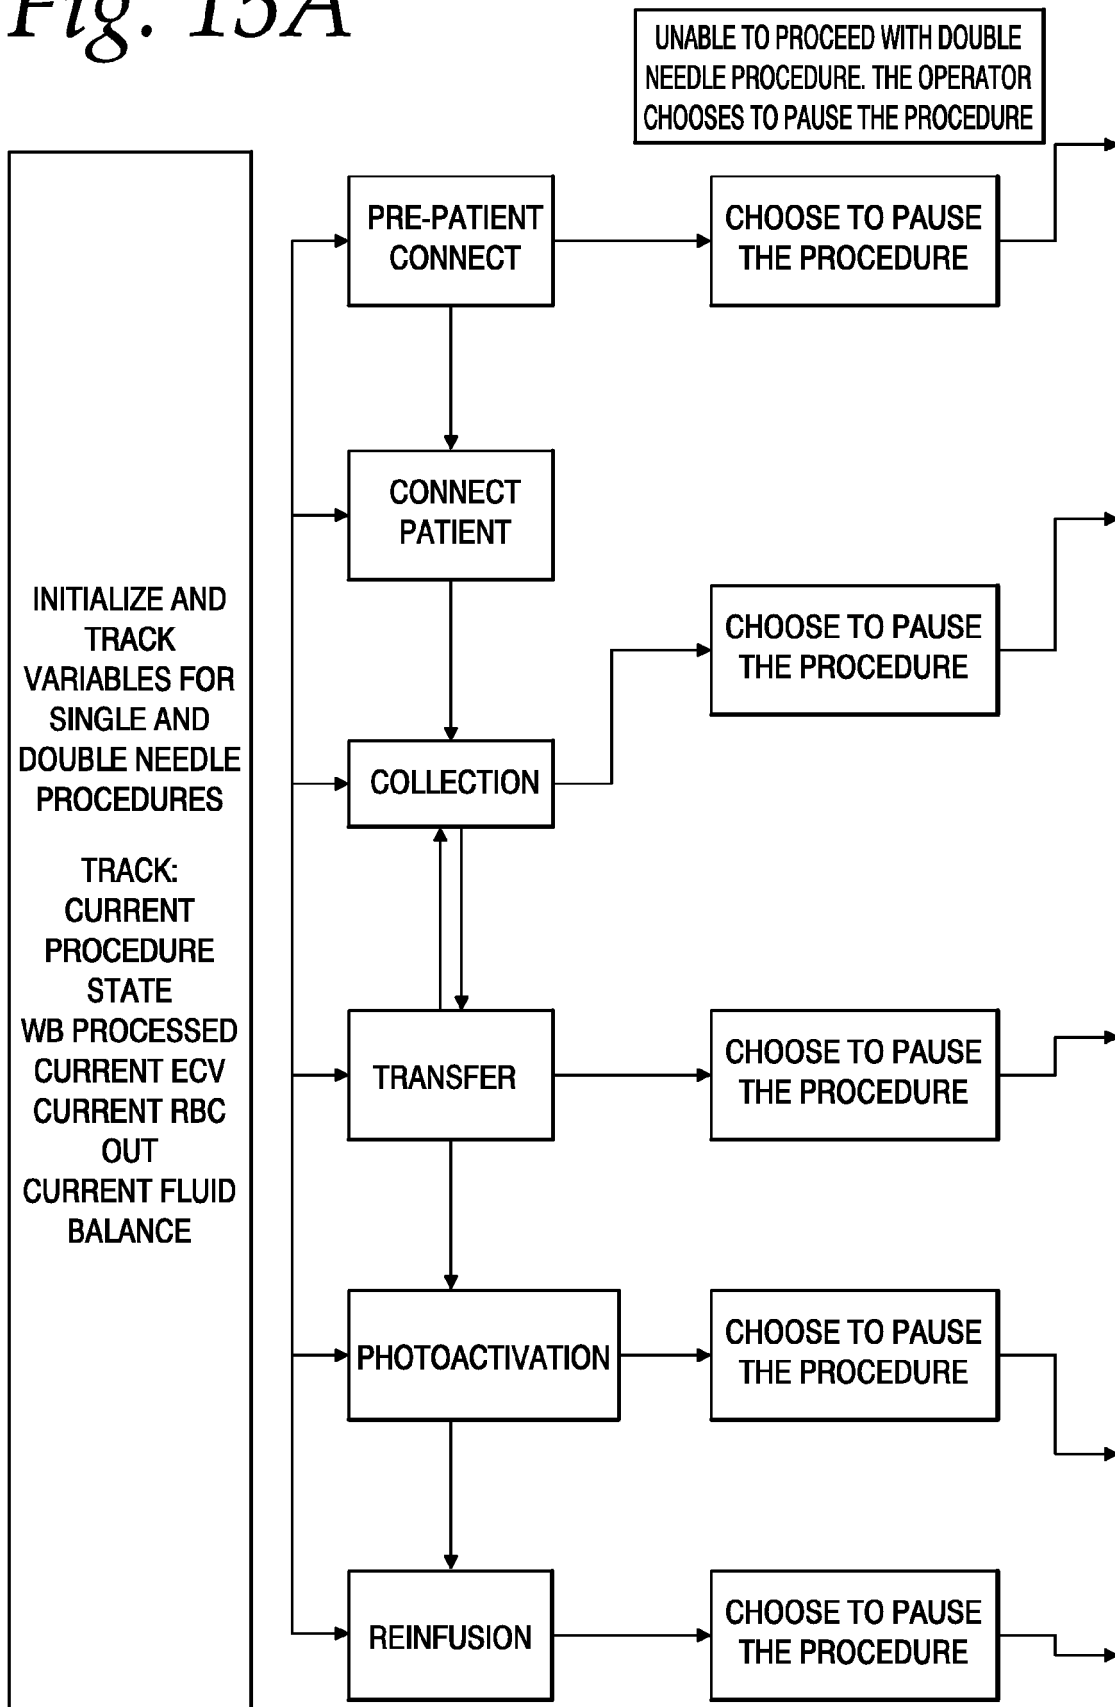 Fig. 15A
UNABLE TO PROCEED WITH DOUBLE
NEEDLE PROCEDURE. THE OPERATOR
CHOOSES TO PAUSE THE PROCEDURE
INITIALIZE AND
TRACK
VARIABLES FOR
SINGLE AND
DOUBLE NEEDLE
PROCEDURES
TRACK:
CURRENT
PROCEDURE
STATE
WB PROCESSED
CURRENT ECV
CURRENT RBC
OUT
CURRENT FLUID
BALANCE
PRE-PATIENT
CONNECT
CHOOSE TO PAUSE
THE PROCEDURE
CONNECT
PATIENT
CHOOSE TO PAUSE
THE PROCEDURE
COLLECTION
TRANSFER
CHOOSE TO PAUSE
THE PROCEDURE
PHOTOACTIVATION
CHOOSE TO PAUSE
THE PROCEDURE
REINFUSION
CHOOSE TO PAUSE
THE PROCEDURE